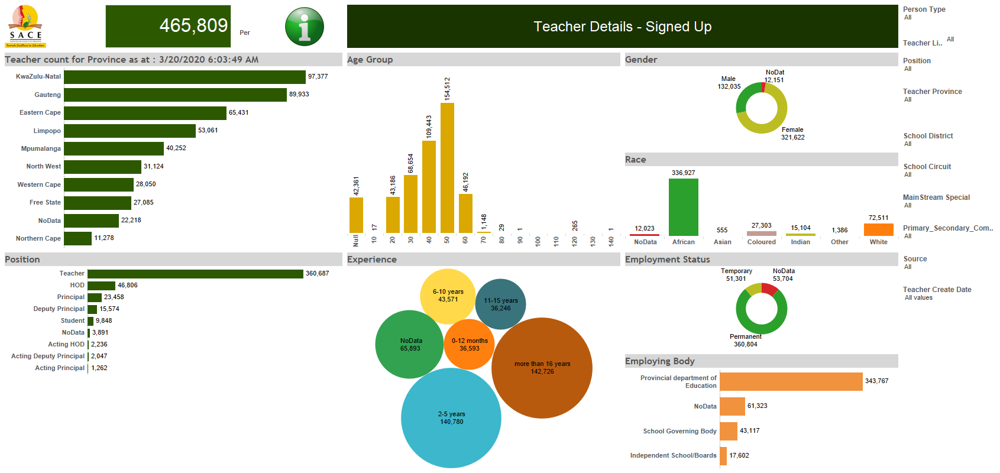 SACE
Towards Excellence in Education
465,809
Per
i
Teacher Details - Signed Up
Person Type
All
Teacher Li..
All
Position
All
Teacher Province
All
School District
All
School Circuit
All
MainStream Special
All
Primary_Secondary_Com..
All
Source
All
Teacher Create Date
All values
Teacher count for Province as at : 3/20/2020 6:03:49 AM
KwaZulu-Natal 97,377
Gauteng 89,933
Eastern Cape 65,431
Limpopo 53,061
Mpumalanga 40,252
North West 31,124
Western Cape 28,050
Free State 27,085
NoData 22,218
Northern Cape 11,278
Age Group
42,361 17 43,186 68,654 109,443 154,512 46,192 1,148 29 1 265 1
Null 10 20 30 40 50 60 70 80 90 100 110 120 130 140
Gender
NoDat
12,151
Male
132,035
Female
321,622
Race
12,023 336,927 555 27,303 15,104 1,386 72,511
NoData African Asian Coloured Indian Other White
Position
Teacher 360,687
HOD 46,806
Principal 23,458
Deputy Principal 15,574
Student 9,848
NoData 3,891
Acting HOD 2,236
Acting Deputy Principal 2,047
Acting Principal 1,262
Experience
6-10 years
43,571
11-15 years
36,246
NoData
65,893
0-12 months
36,593
more than 16 years
142,726
2-5 years
140,780
Employment Status
Temporary
51,301
NoData
53,704
Permanent
360,804
Employing Body
Provincial department of
Education 343,767
NoData 61,323
School Governing Body 43,117
Independent School/Boards 17,602